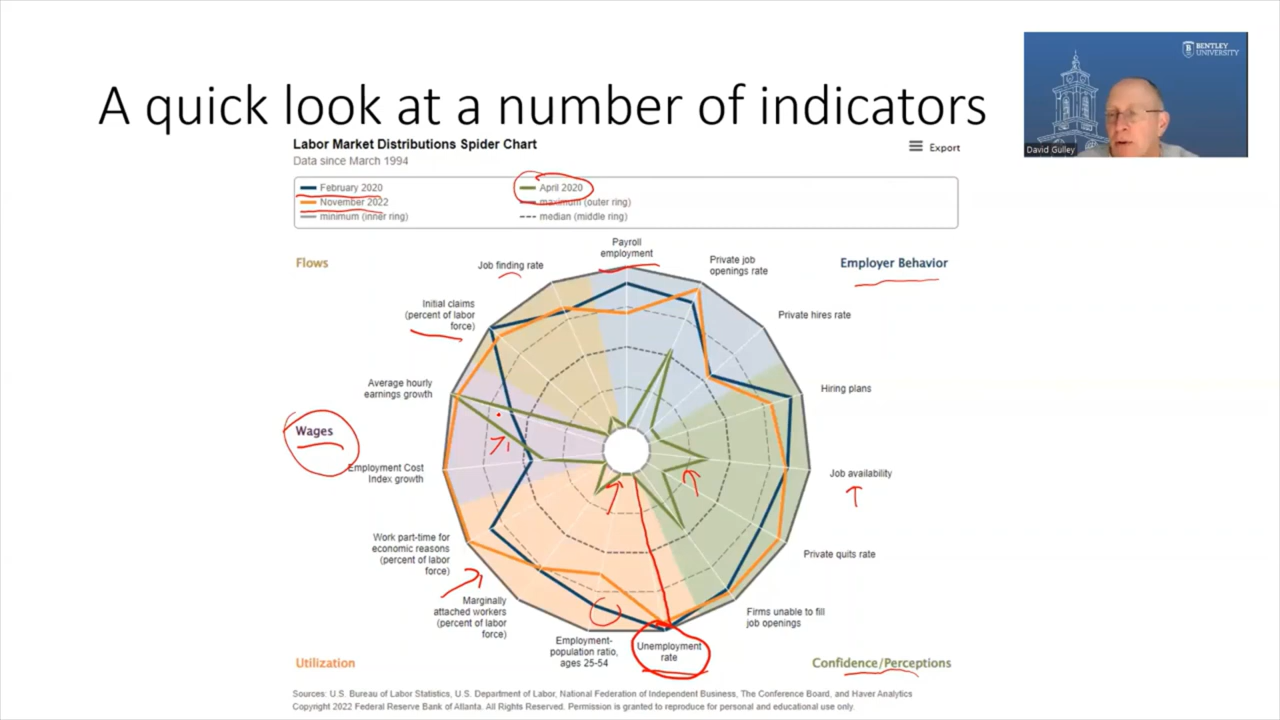 A quick look at a number of indicators
BENTLEY
UNIVERSITY
David Gulley
Labor Market Distributions Spider Chart
Data since March 1994
Export
February 2020
April 2020
November 2022
maximum (outer ring)
minimum (inner ring)
median (middle ring)
Flows
Employer Behavior
Payroll
employment
Private job
openings rate
Private hires rate
Hiring plans
Job availability
Private quits rate
Firms unable to fill
job openings
Unemployment
rate
Employment-
population ratio,
ages 25-54
Marginally
attached workers
(percent of labor
force)
Work part-time for
economic reasons
(percent of labor
force)
Employment Cost
Index growth
Wages
Average hourly
earnings growth
Initial claims
(percent of labor
force)
Job finding rate
Utilization
Confidence/Perceptions
Sources: U.S. Bureau of Labor Statistics, U.S. Department of Labor, National Federation of Independent Business, The Conference Board, and Haver Analytics
Copyright 2022 Federal Reserve Bank of Atlanta. All Rights Reserved. Permission is granted to reproduce for personal and educational use only.